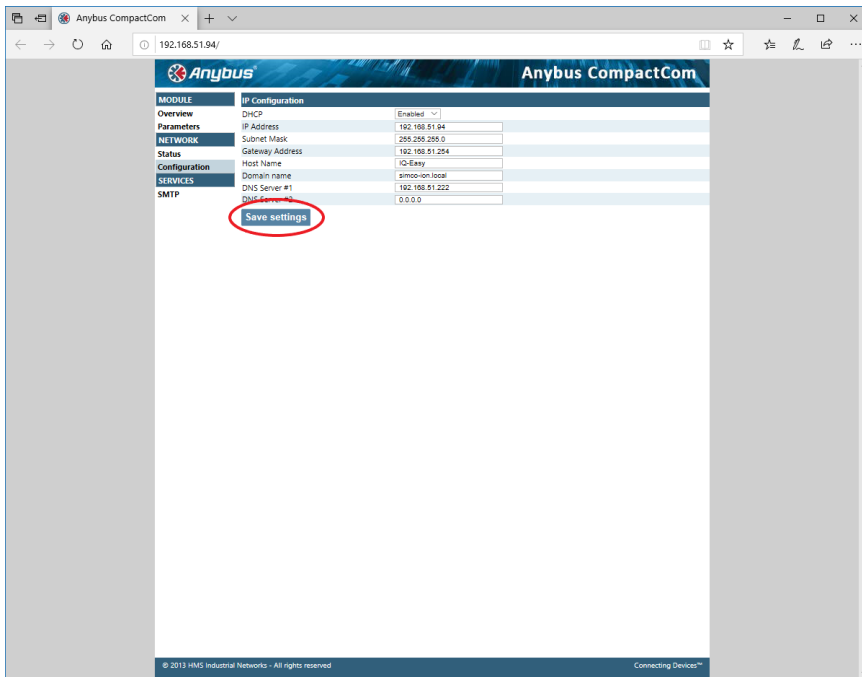 Anybus CompactCom
192.168.51.94/
Anybus® Anybus CompactCom
MODULE
Overview
Parameters
NETWORK
Status
Configuration
SERVICES
SMTP
IP Configuration
DHCP Enabled
IP Address 192.168.51.94
Subnet Mask 255.255.255.0
Gateway Address 192.168.51.254
Host Name IQ-Easy
Domain name simco-ion.local
DNS Server #1 192.168.51.222
DNS Server #2 0.0.0.0
Save settings
© 2013 HMS Industrial Networks - All rights reserved Connecting Devices™